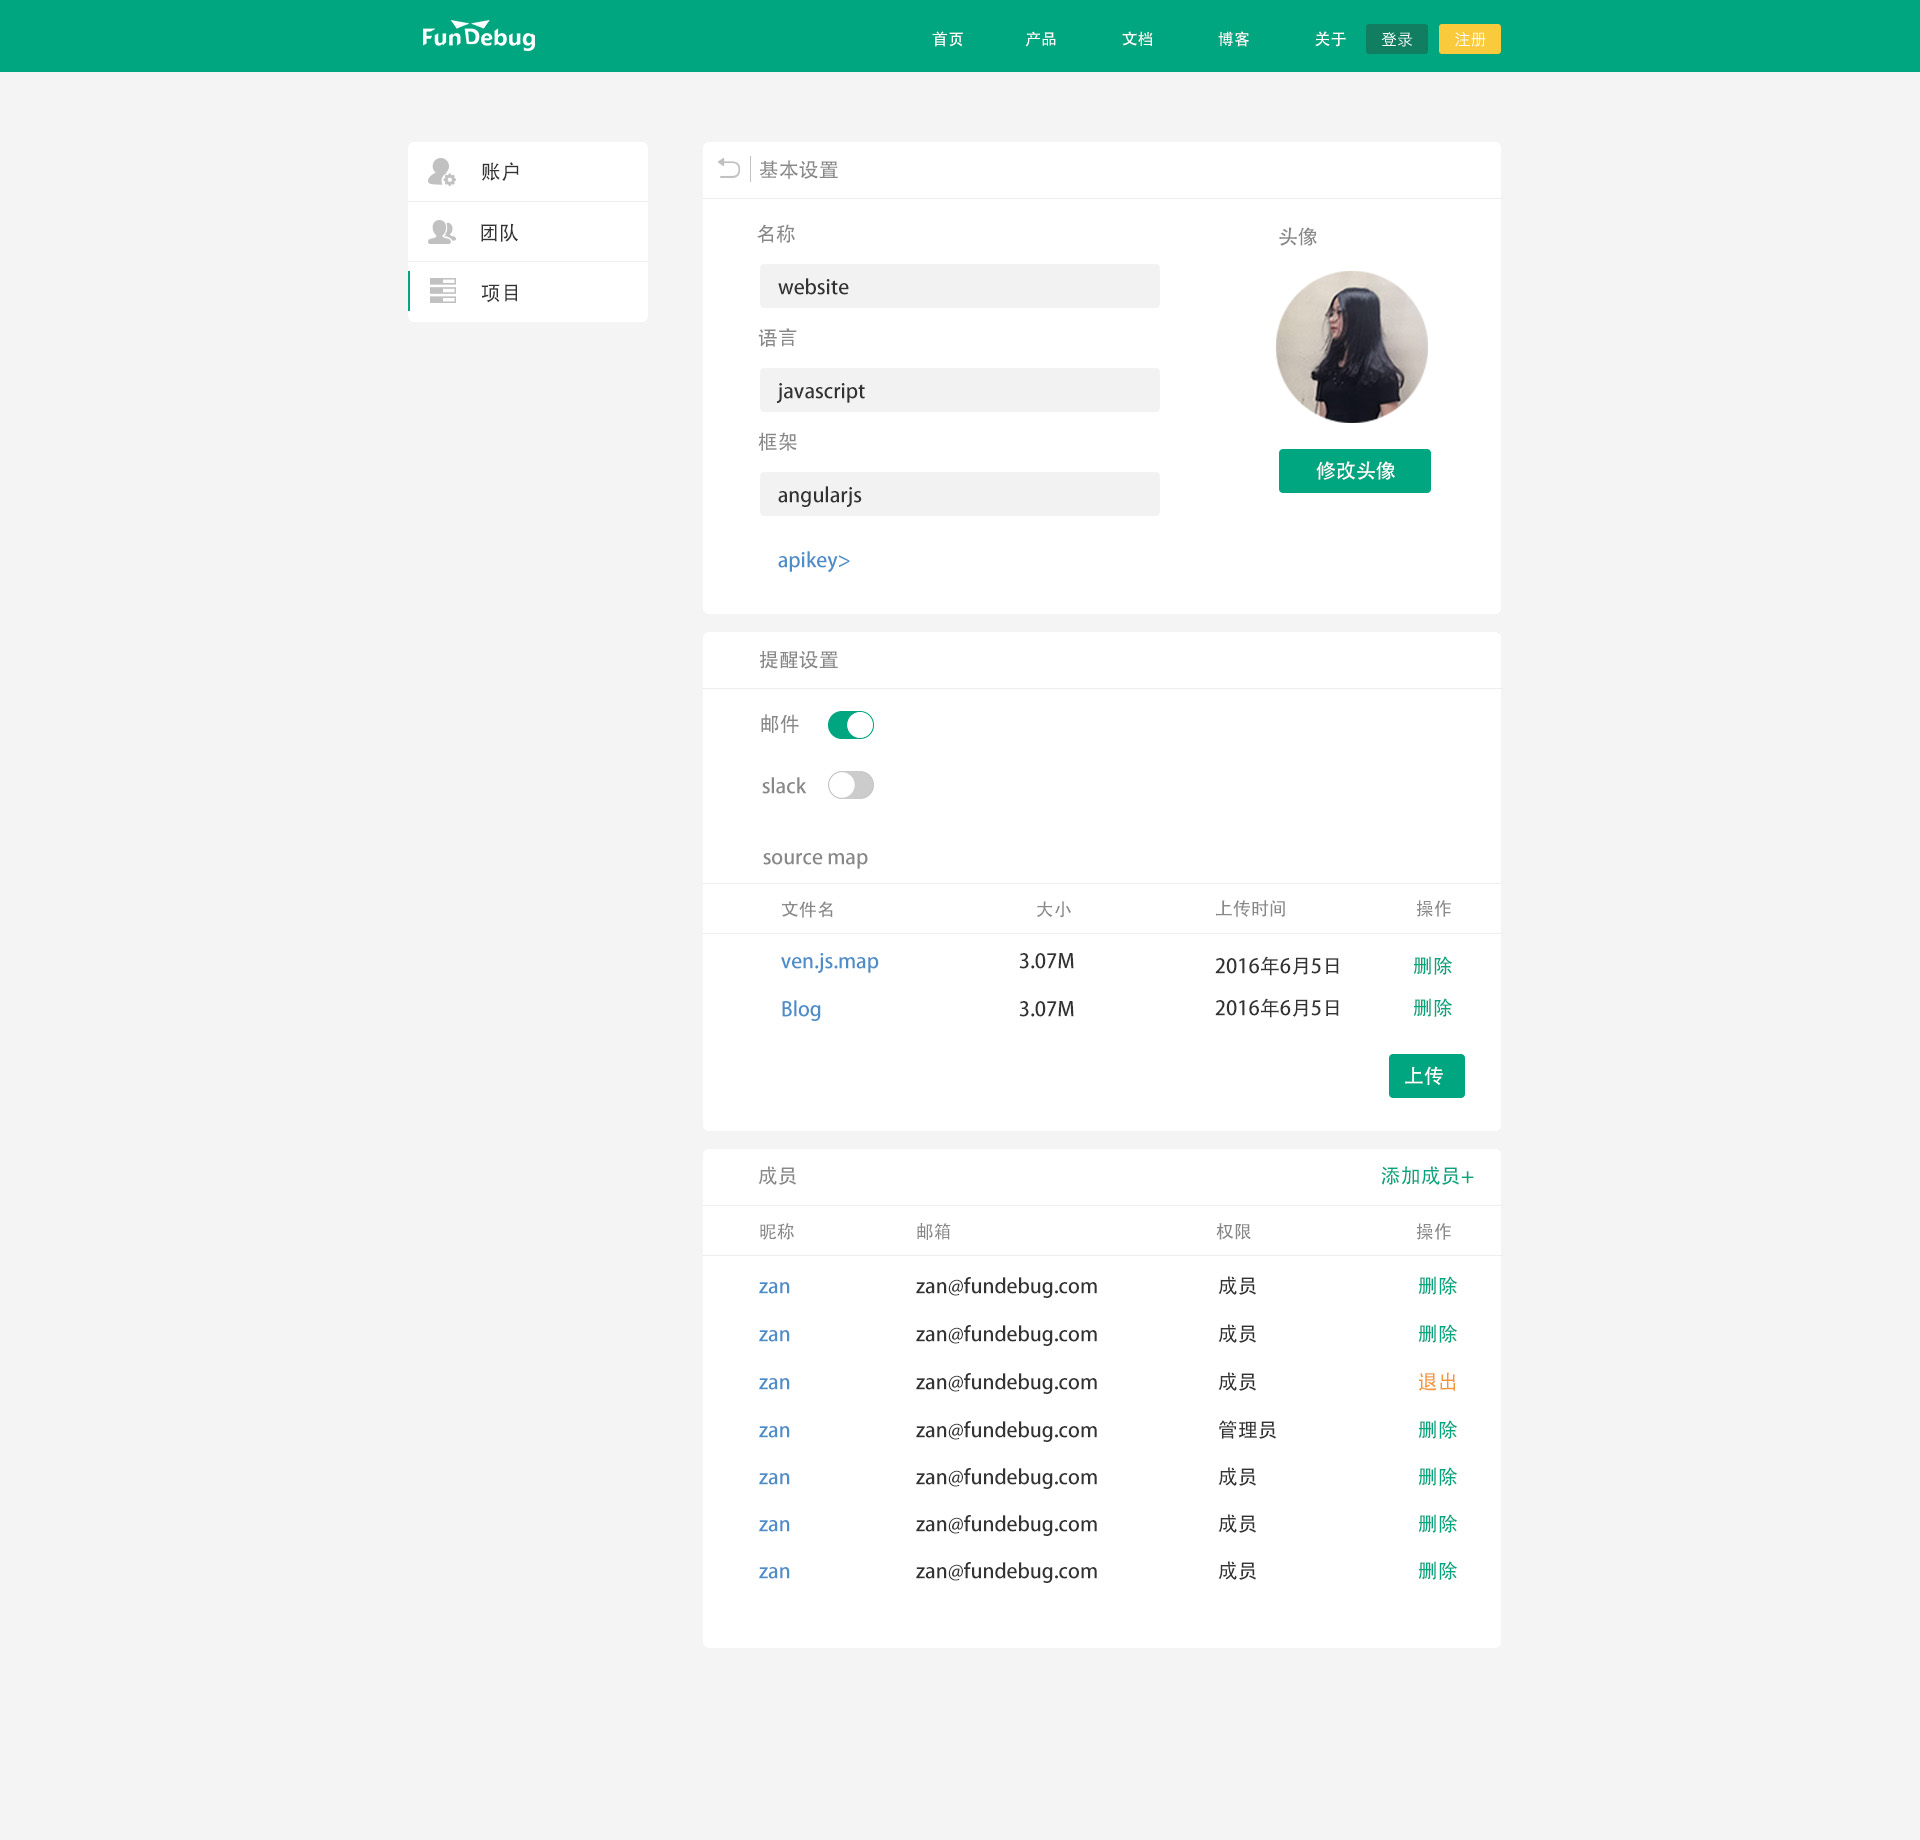 FunDebug 首页 产品 文档 博客 关于 登录 注册
账户
团队
项目
基本设置
名称
头像
website
语言
javascript
框架
修改头像
angularjs
apikey>
提醒设置
邮件
slack
source map
文件名 大小 上传时间 操作
ven.js.map 3.07M 2016年6月5日 删除
Blog 3.07M 2016年6月5日 删除
上传
成员 添加成员+
昵称 邮箱 权限 操作
zan zan@fundebug.com 成员 删除
zan zan@fundebug.com 成员 删除
zan zan@fundebug.com 成员 退出
zan zan@fundebug.com 管理员 删除
zan zan@fundebug.com 成员 删除
zan zan@fundebug.com 成员 删除
zan zan@fundebug.com 成员 删除